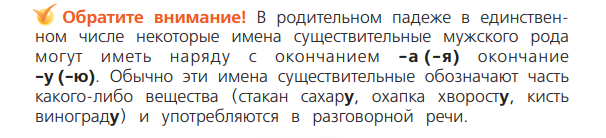 Обратите внимание! В родительном падеже в единствен-
ном числе некоторые имена существительные мужского рода
могут иметь наряду с окончанием –а (–я) окончание
–у (–ю). Обычно эти имена существительные обозначают часть
какого-либо вещества (стакан сахару, охапка хворосту, кисть
винограду) и употребляются в разговорной речи.